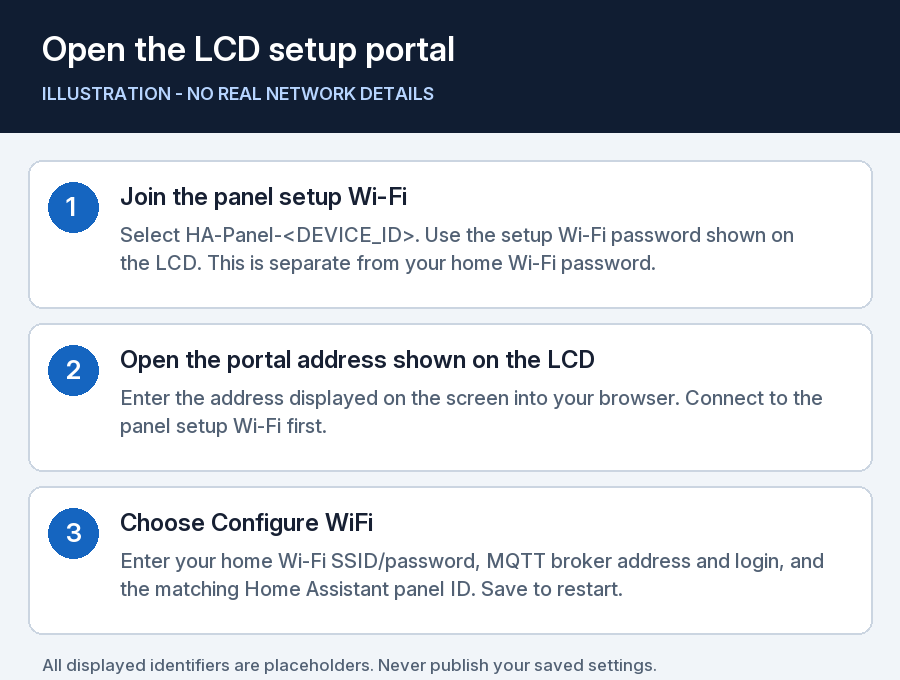 Open the LCD setup portal
ILLUSTRATION - NO REAL NETWORK DETAILS
1
Join the panel setup Wi-Fi
Select HA-Panel-<DEVICE_ID>. Use the setup Wi-Fi password shown on
the LCD. This is separate from your home Wi-Fi password.
2
Open the portal address shown on the LCD
Enter the address displayed on the screen into your browser. Connect to the
panel setup Wi-Fi first.
3
Choose Configure WiFi
Enter your home Wi-Fi SSID/password, MQTT broker address and login, and
the matching Home Assistant panel ID. Save to restart.
All displayed identifiers are placeholders. Never publish your saved settings.